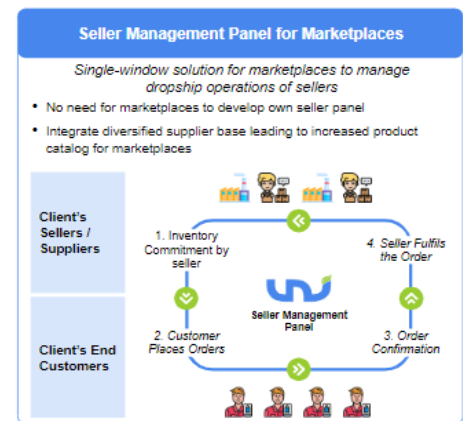 Seller Management Panel for Marketplaces
Single-window solution for marketplaces to manage
dropship operations of sellers
• No need for marketplaces to develop own seller panel
• Integrate diversified supplier base leading to increased product
catalog for marketplaces
Client's
Sellers /
Suppliers
1. Inventory
Commitment by
seller
4. Seller Fulfils
the Order
Seller Management
Panel
Client's End
Customers
2. Customer
Places Orders
3. Order
Confirmation